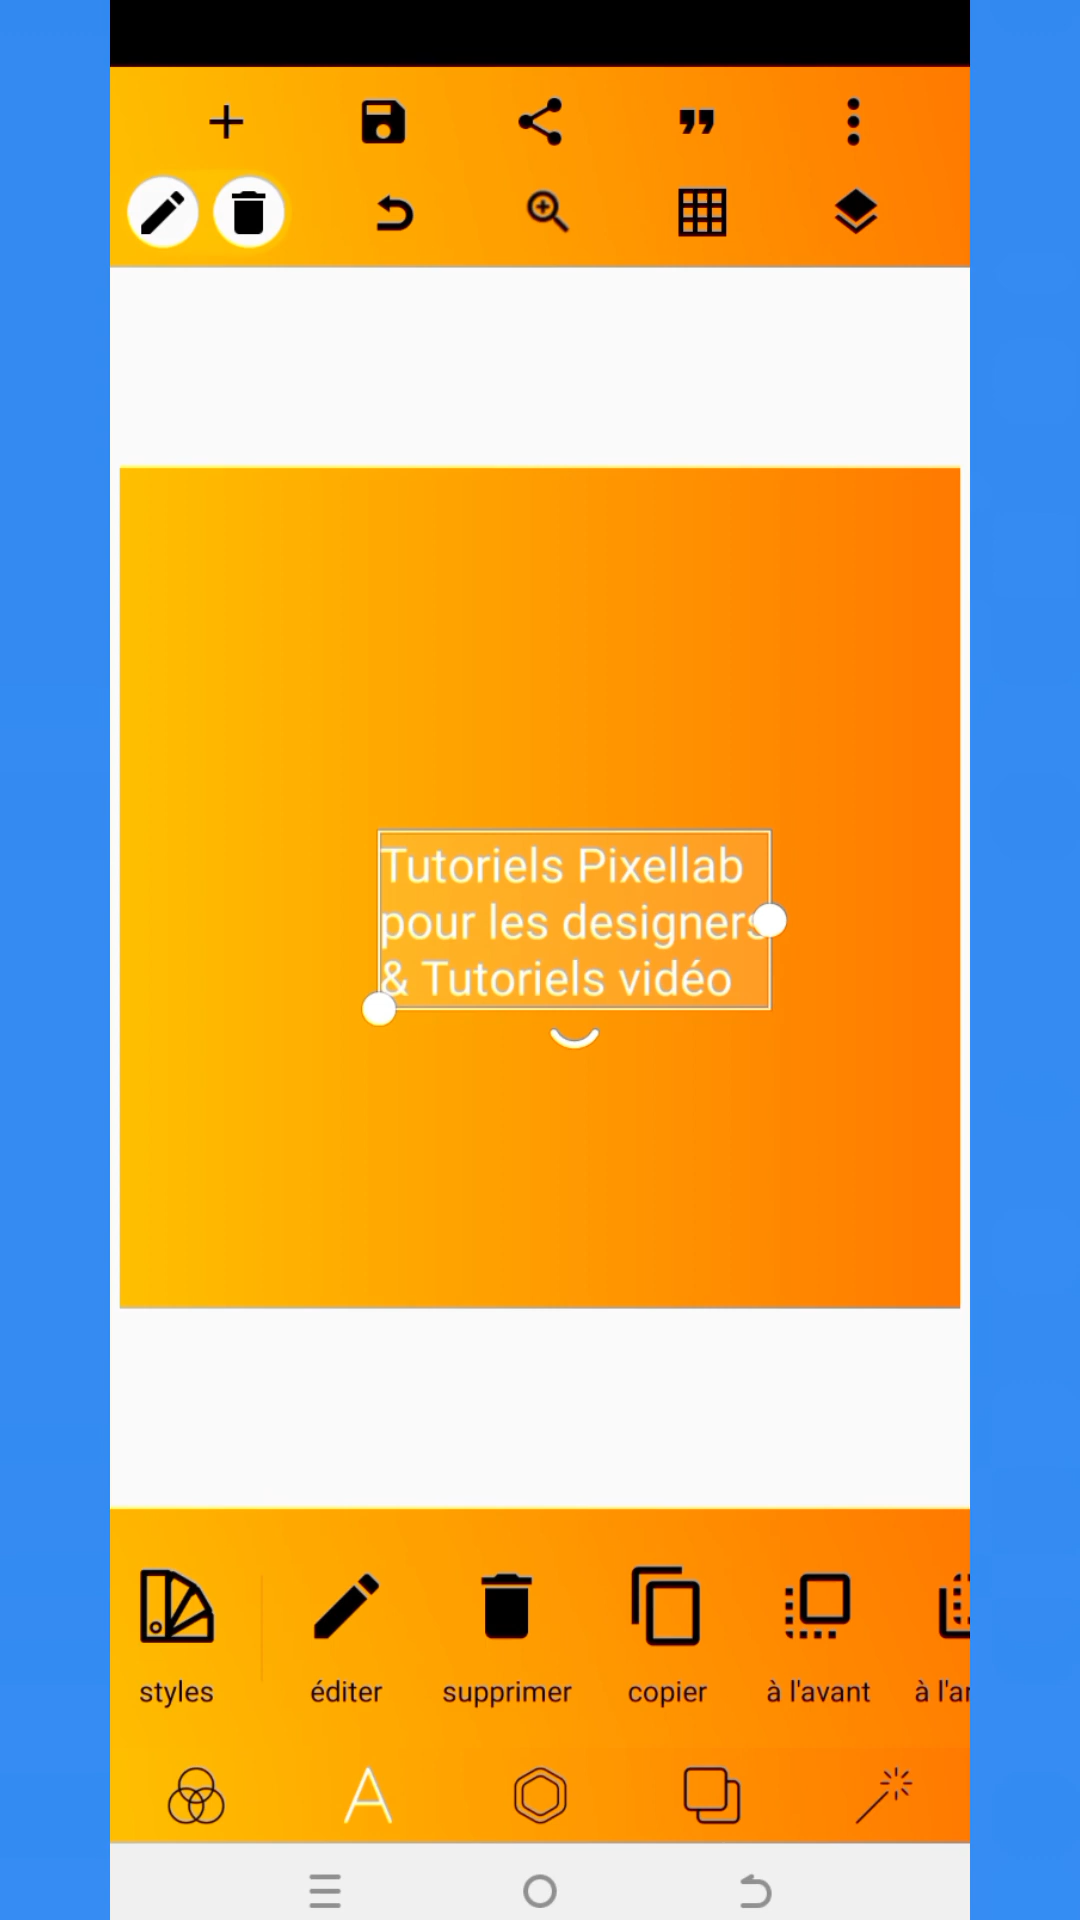 Tutoriels Pixellab
pour les designers
& Tutoriels vidéo
styles
éditer
supprimer
copier
à l'avant